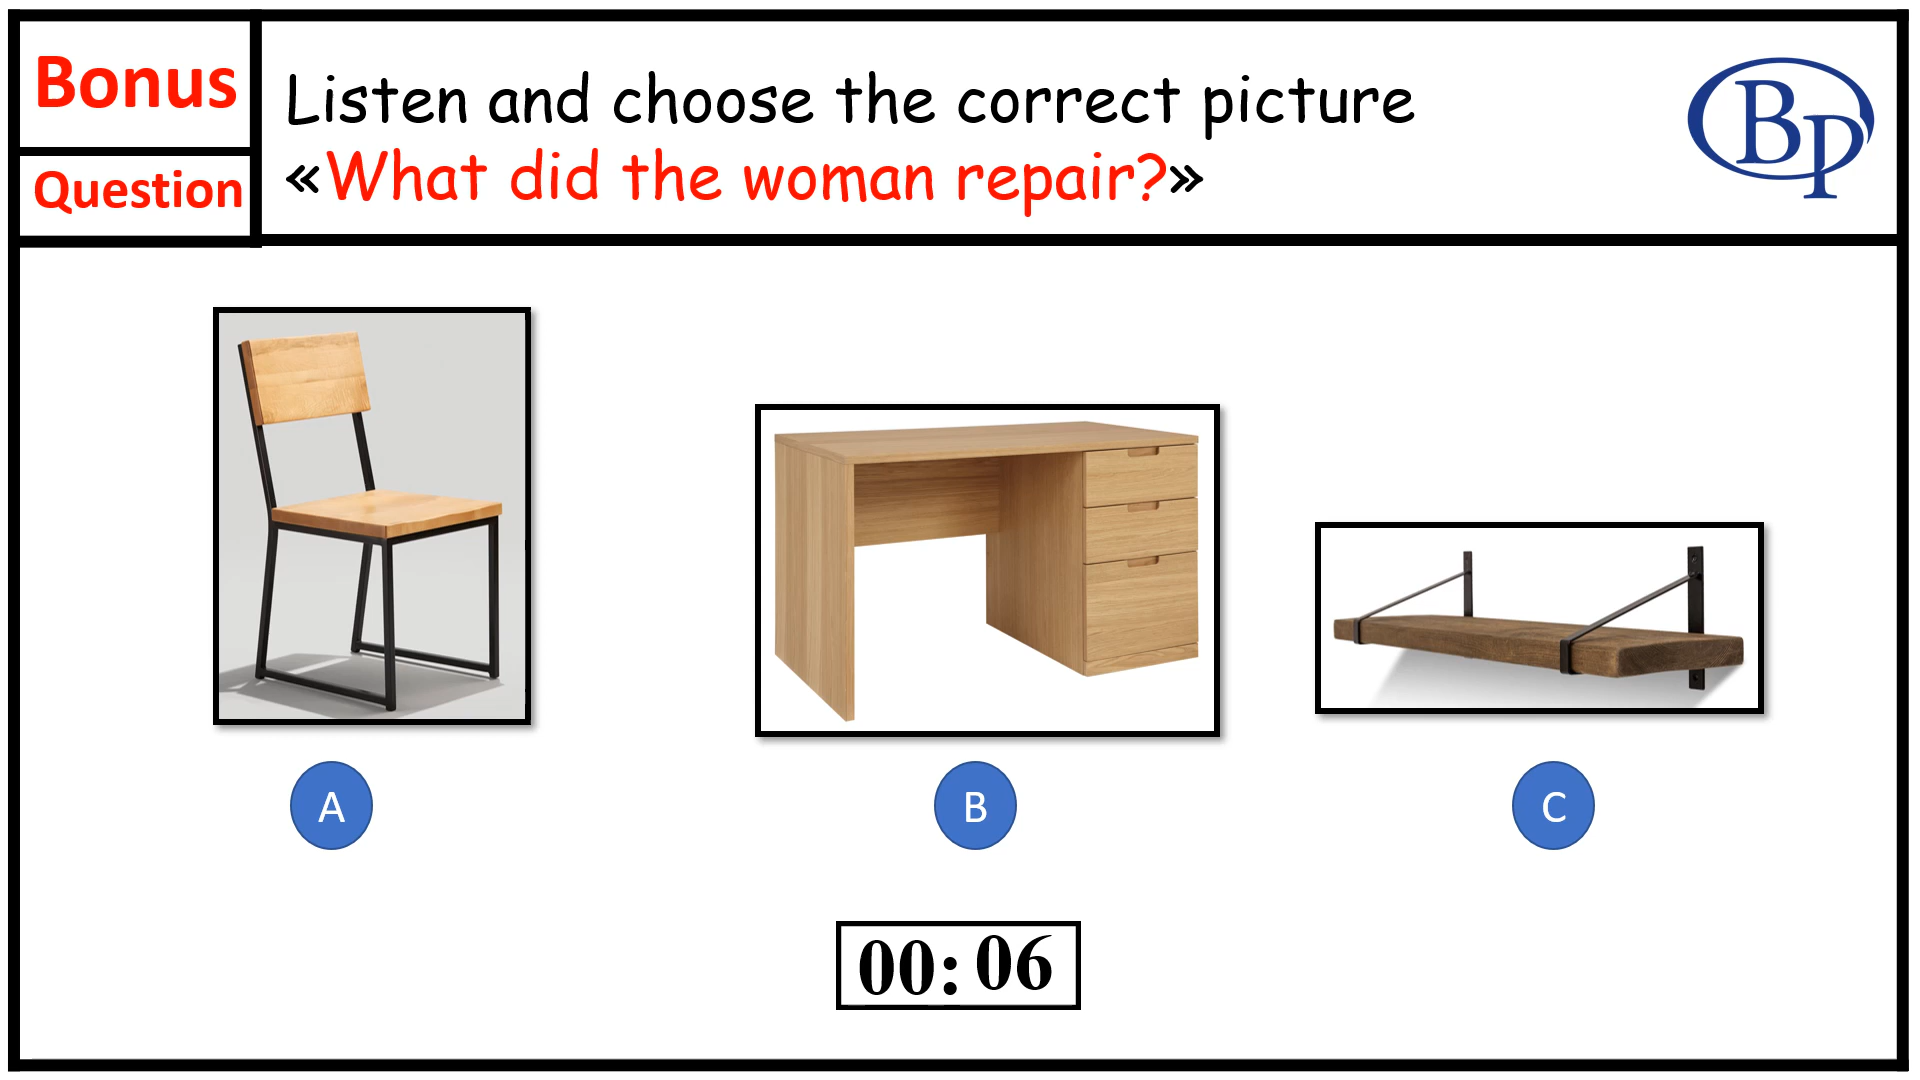 Bonus
Question
Listen and choose the correct picture
«What did the woman repair?»
BP
A
B
C
00:06